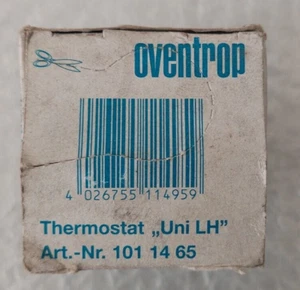 oventrop
4 026755 114959
Thermostat „Uni LH”
Art.-Nr. 101 14 65